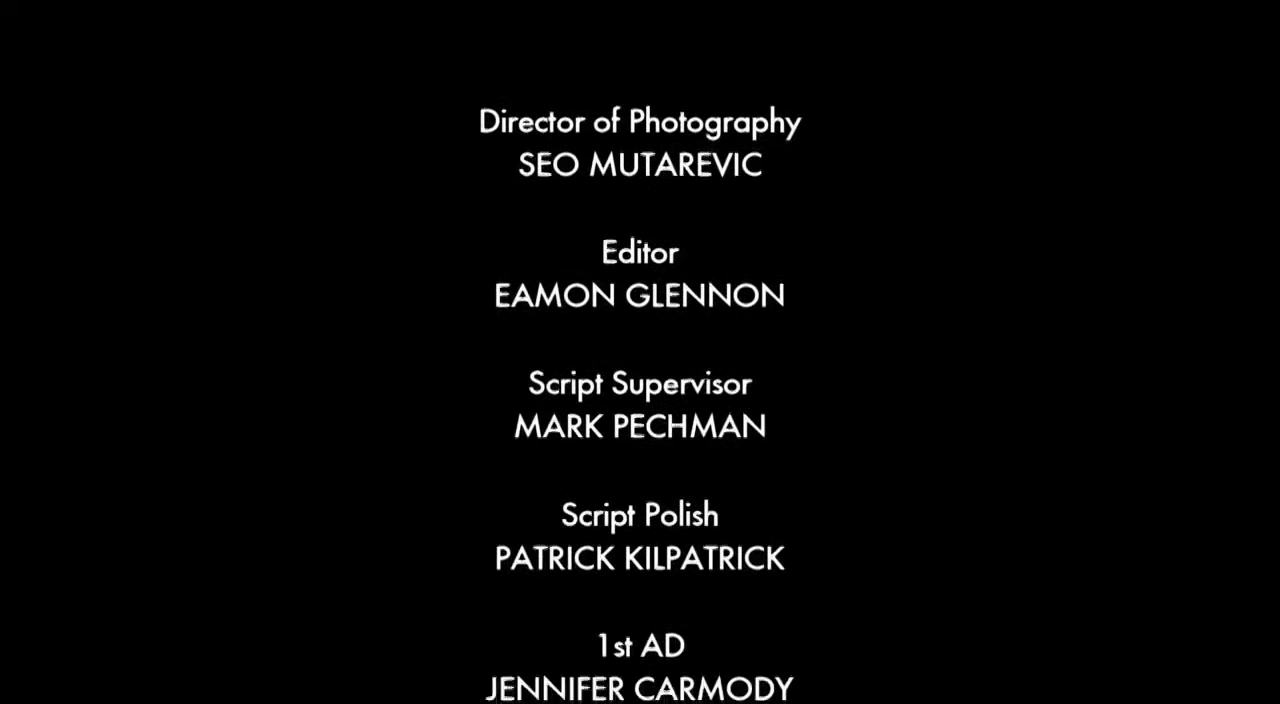 Director of Photography
SEO MUTAREVIC
Editor
EAMON GLENNON
Script Supervisor
MARK PECHMAN
Script Polish
PATRICK KILPATRICK
1st AD
JENNIFER CARMODY